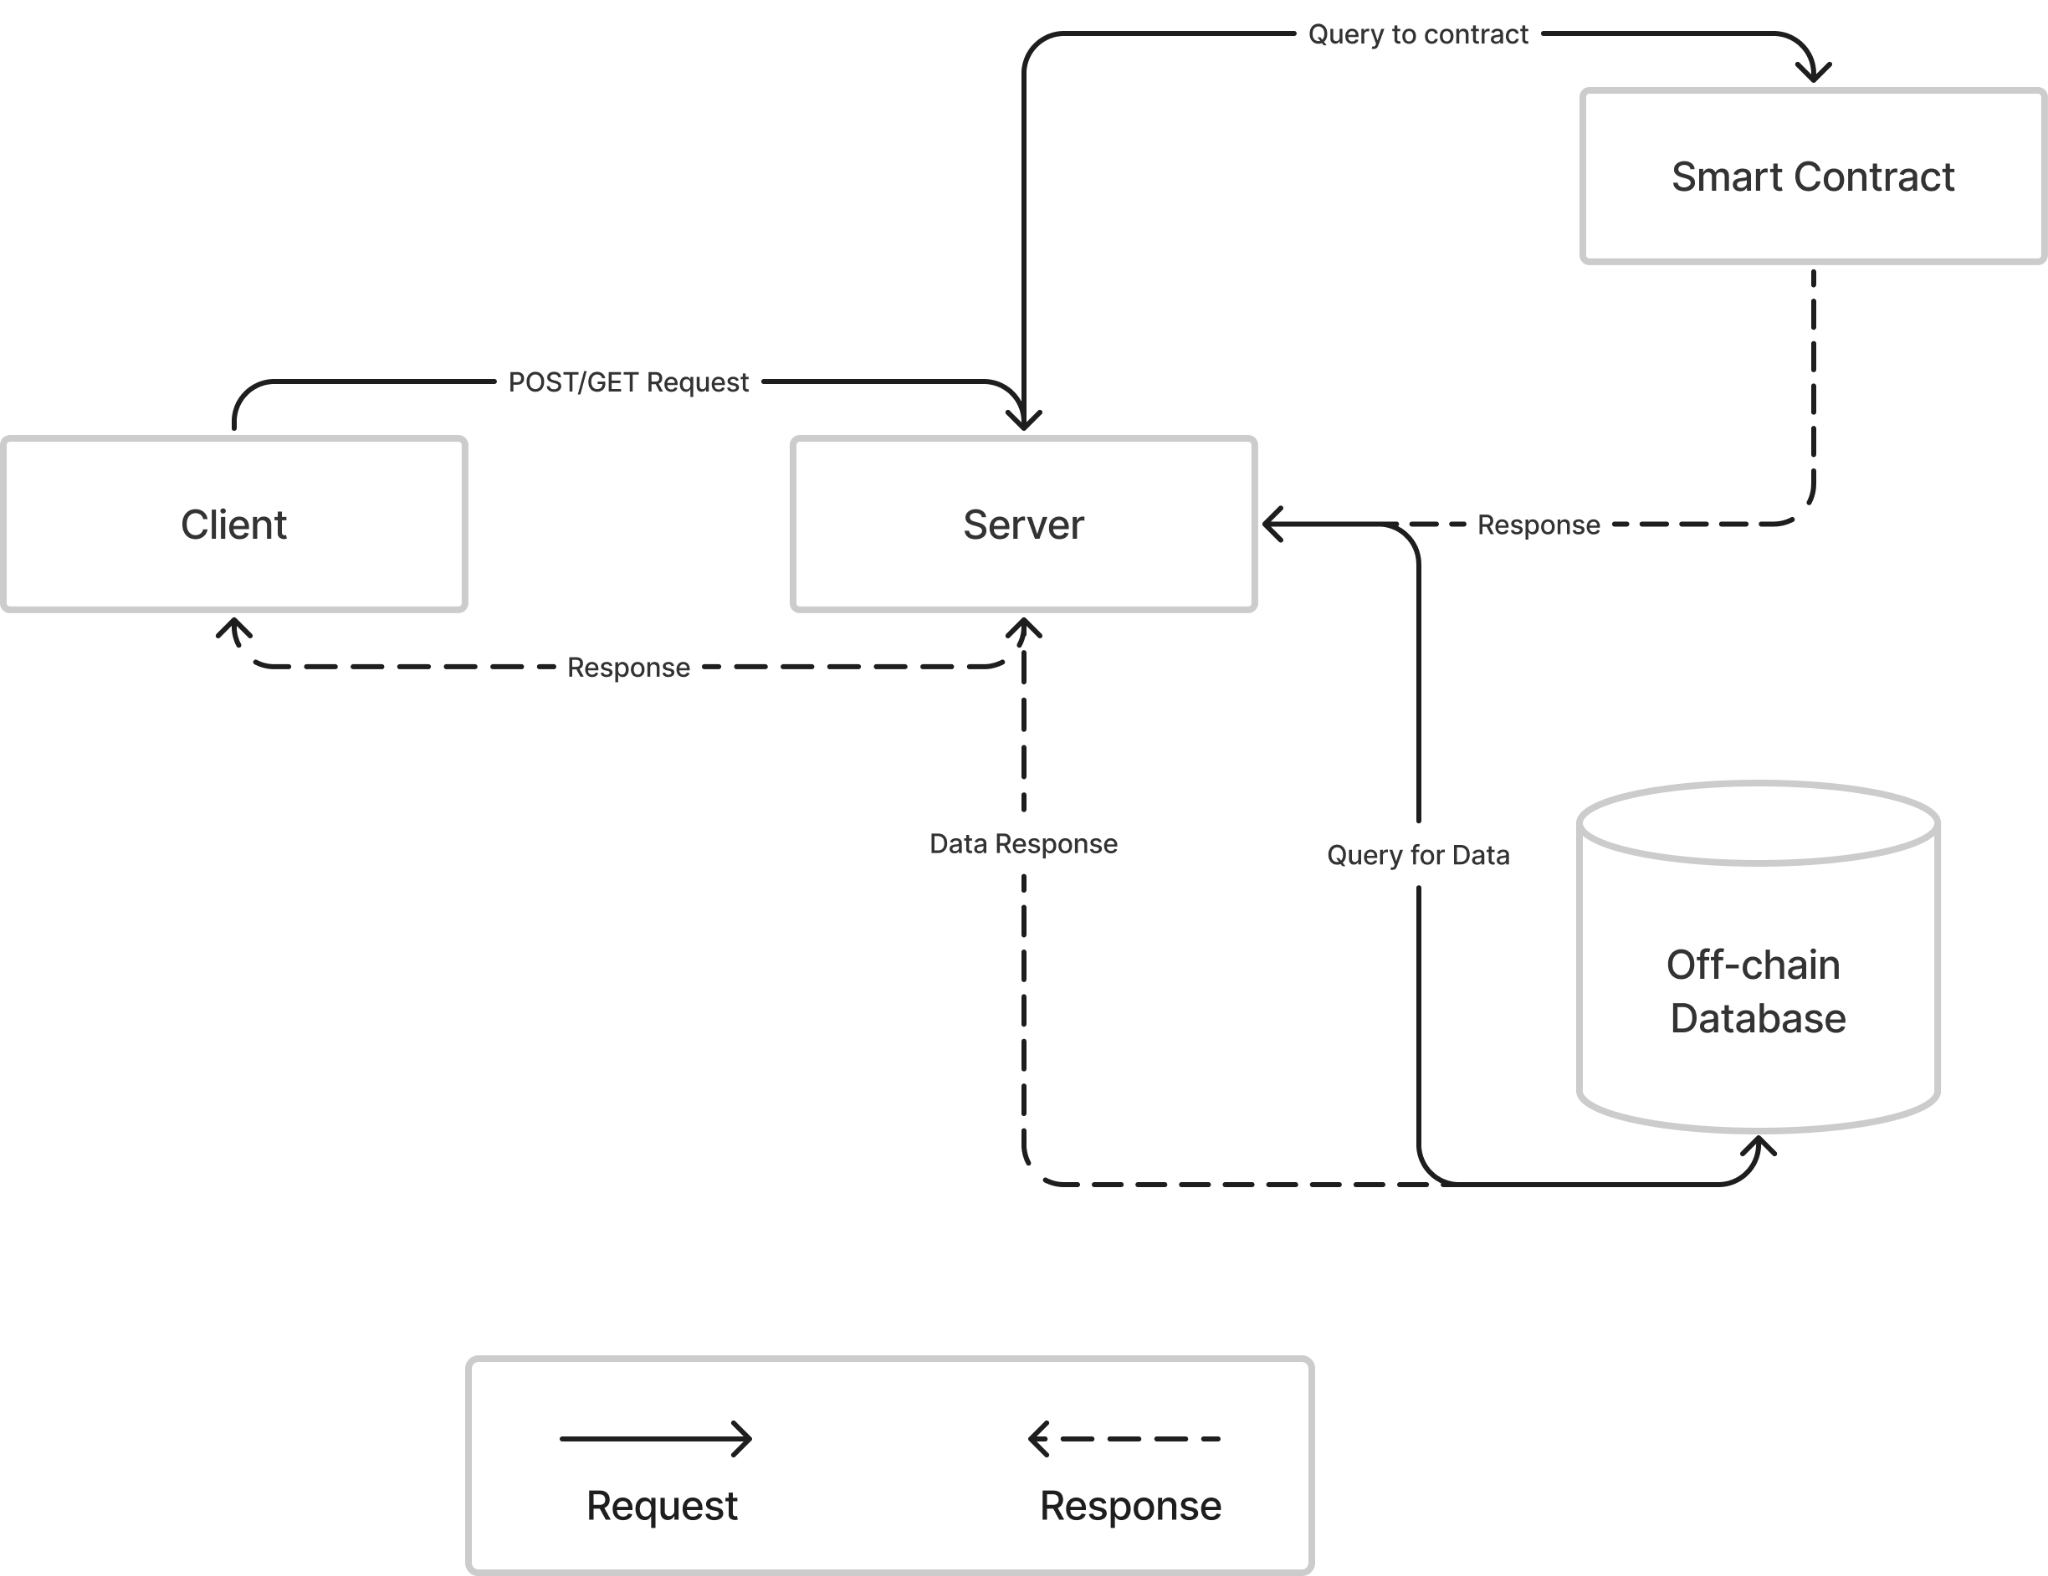 Query to contract
Smart Contract
POST/GET Request
Client
Server
Response
Response
Data Response
Query for Data
Off-chain
Database
Request
Response